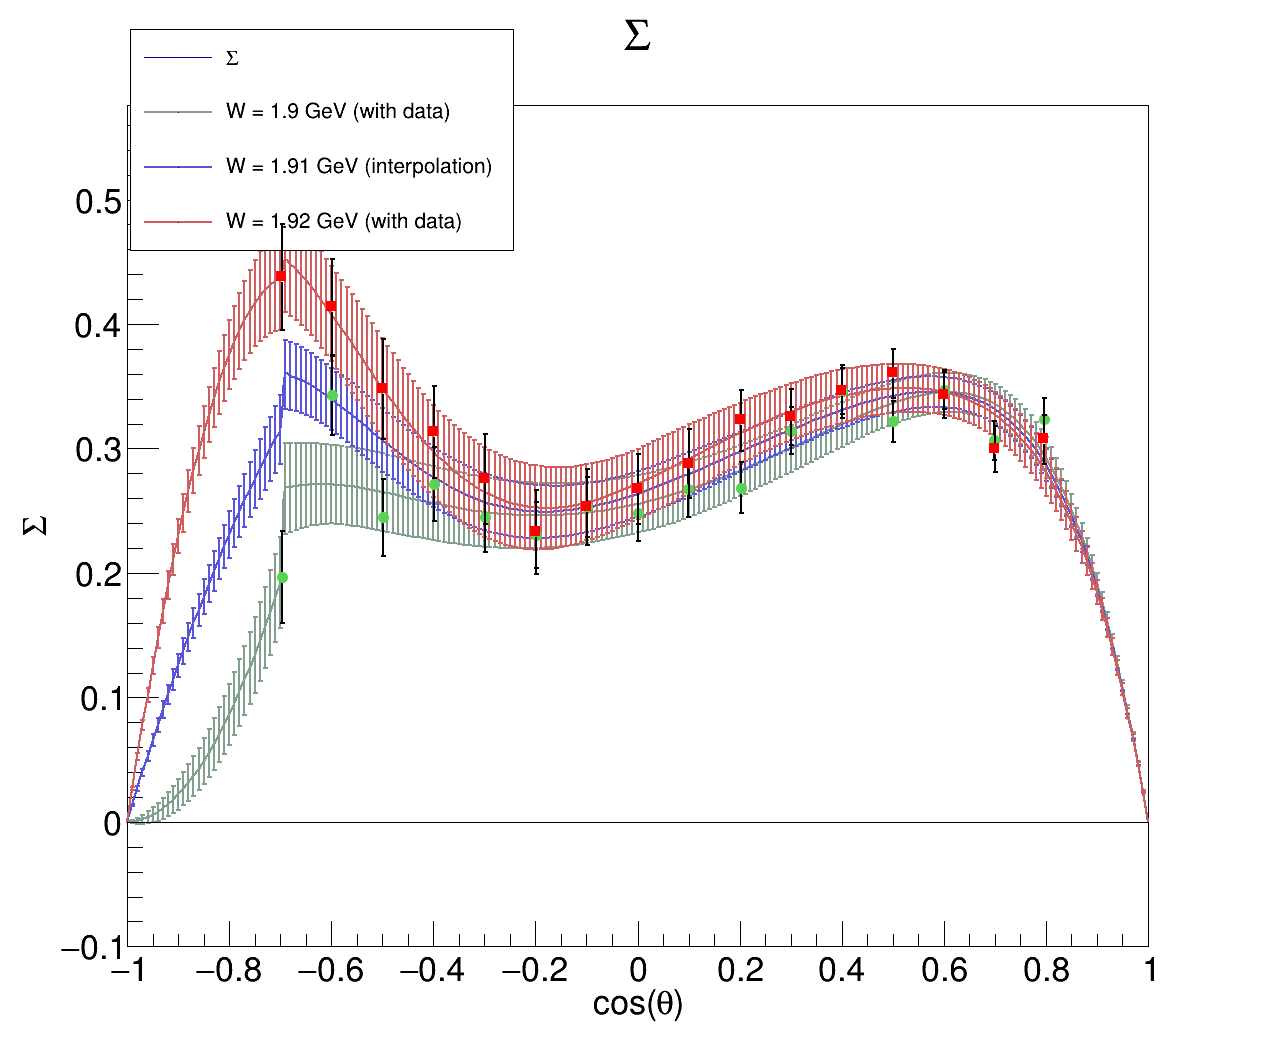 Σ
Σ
W = 1.9 GeV (with data)
W = 1.91 GeV (interpolation)
W = 1.92 GeV (with data)
0.5
0.4
0.3
0.2
0.1
0
−0.1
Σ
−1 −0.8 −0.6 −0.4 −0.2 0 0.2 0.4 0.6 0.8 1
cos(θ)